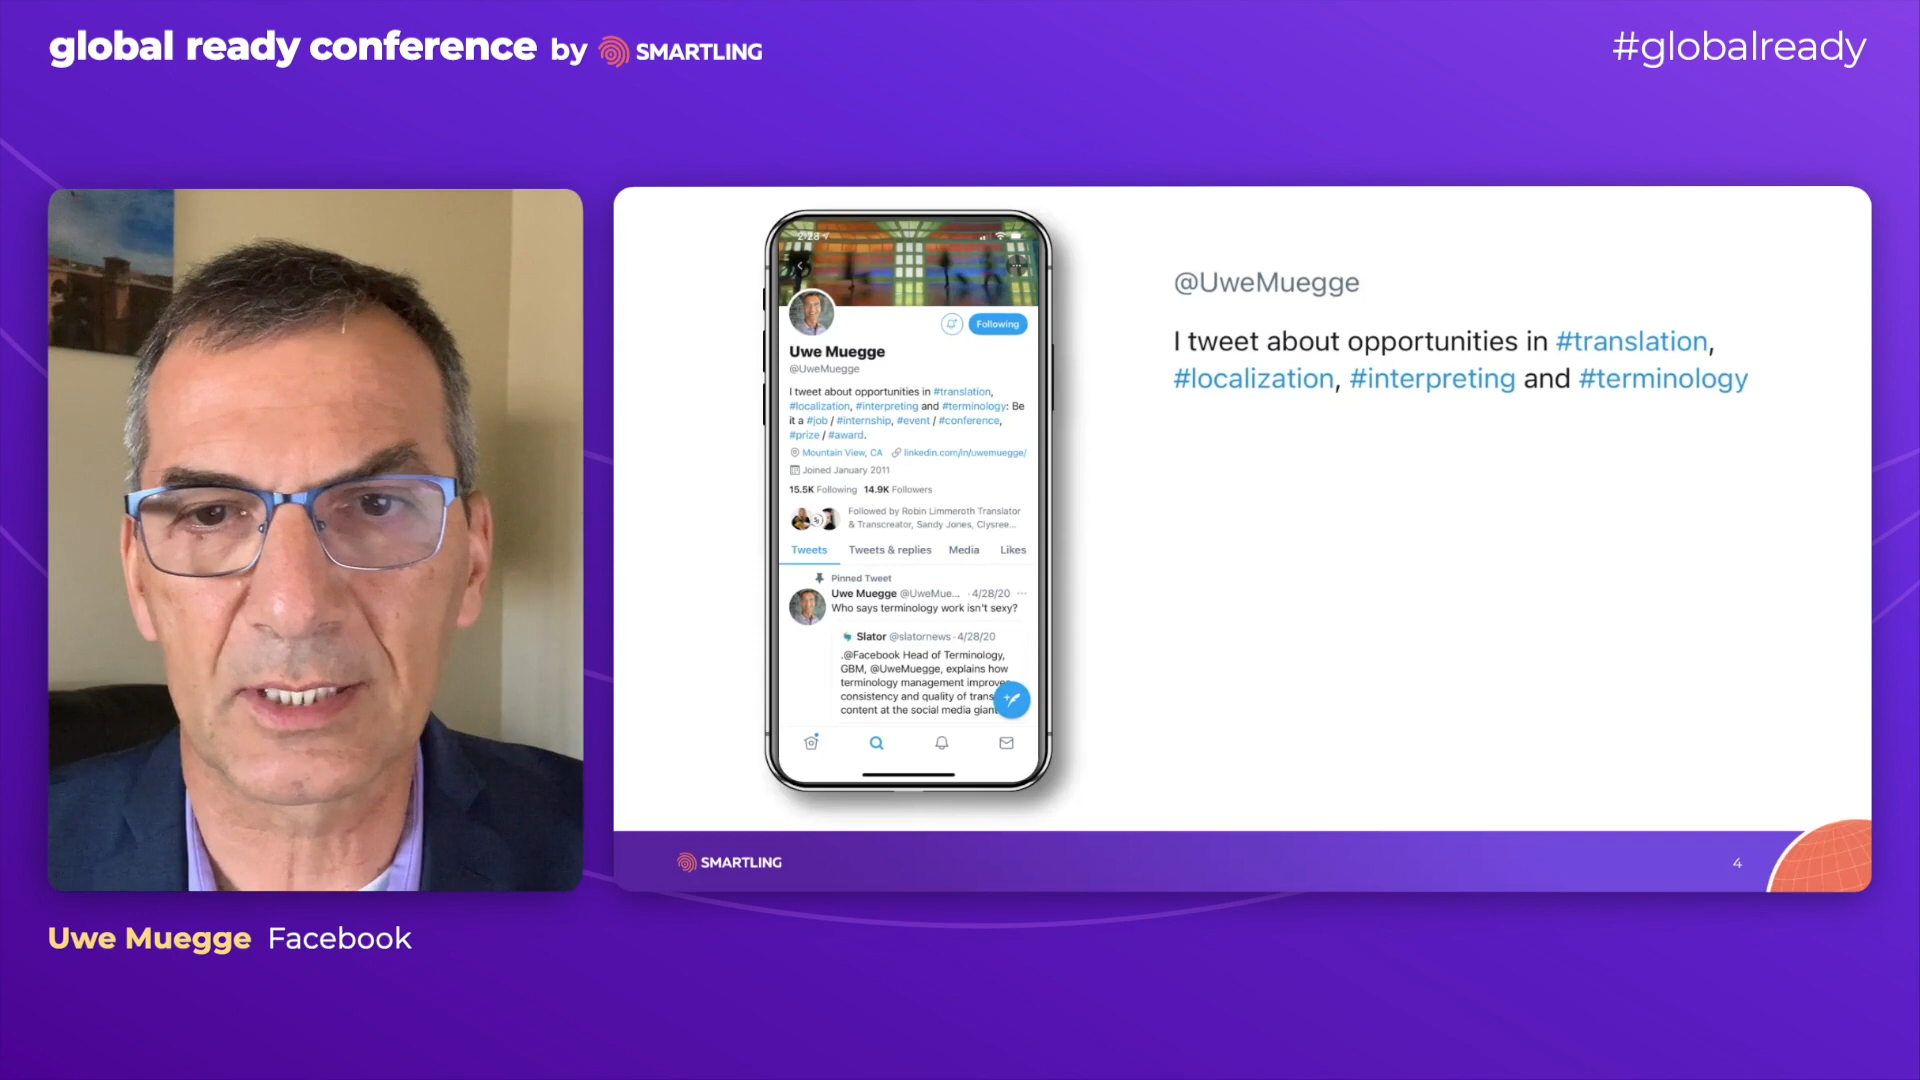 global ready conference by SMARTLING
#globalready
2:28
Following
Uwe Muegge
@UweMuegge
I tweet about opportunities in #translation,
#localization, #interpreting and #terminology: Be
it a #job / #internship, #event / #conference,
#prize / #award.
Mountain View, CA linkedin.com/in/uwemuegge/
Joined January 2011
15.5K Following 14.9K Followers
Followed by Robin Limmeroth Translator
& Transcreator, Sandy Jones, Clysree...
Tweets Tweets & replies Media Likes
Pinned Tweet
Uwe Muegge @UweMue... · 4/28/20 ...
Who says terminology work isn't sexy?
Slator @slatornews · 4/28/20
.@Facebook Head of Terminology,
GBM, @UweMuegge, explains how
terminology management improves
consistency and quality of trans
content at the social media giant
@UweMuegge
I tweet about opportunities in #translation,
#localization, #interpreting and #terminology
SMARTLING
4
Uwe Muegge Facebook